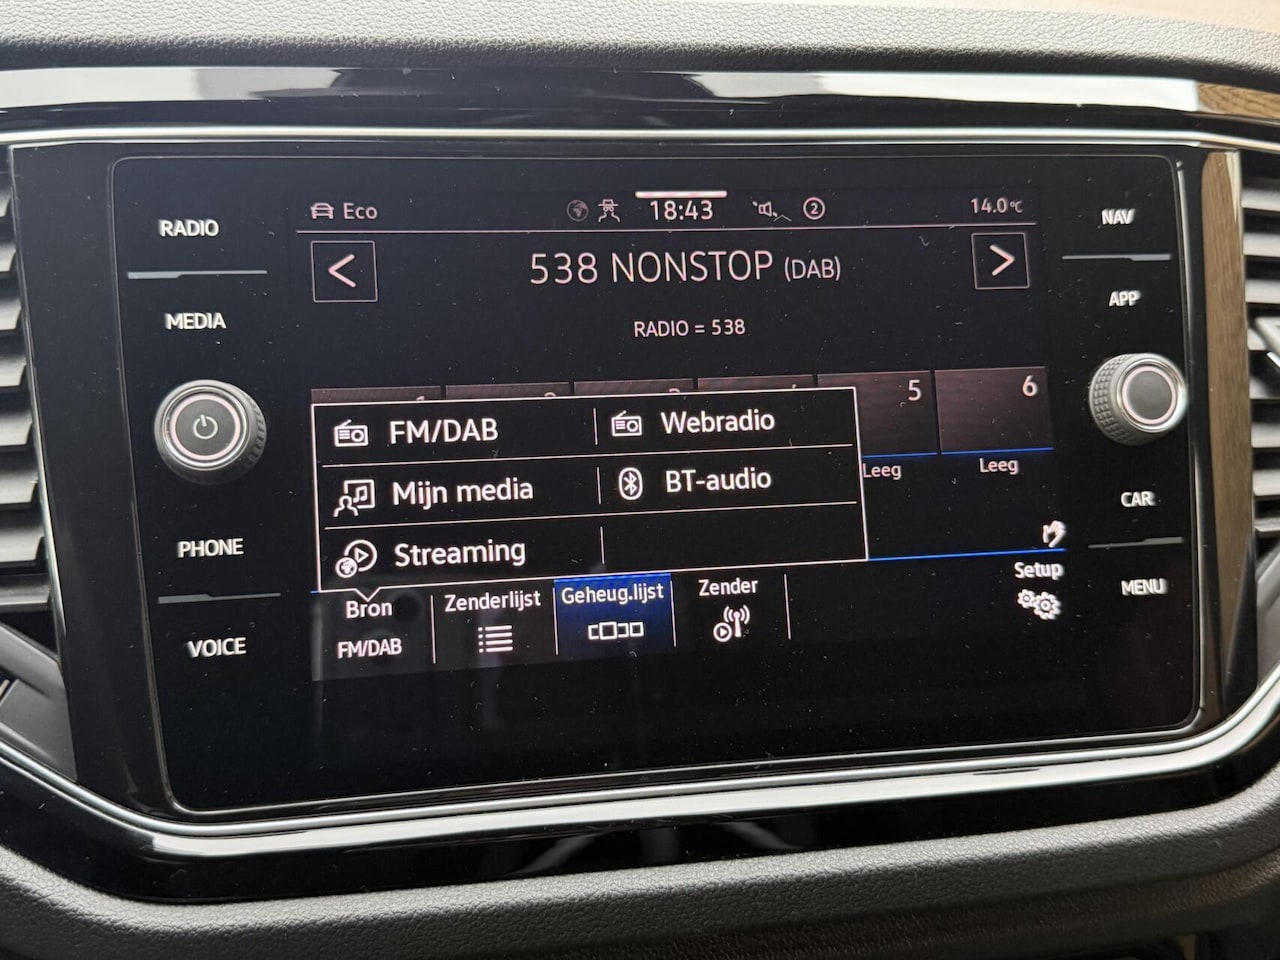 RADIO
MEDIA
PHONE
VOICE
Eco
18:43
2
14.0°C
538 NONSTOP (DAB)
RADIO = 538
5
6
Leeg
Leeg
FM/DAB
Webradio
Mijn media
BT-audio
Streaming
Bron
FM/DAB
Zenderlijst
Geheug.lijst
Zender
Setup
NAV
APP
CAR
MENU